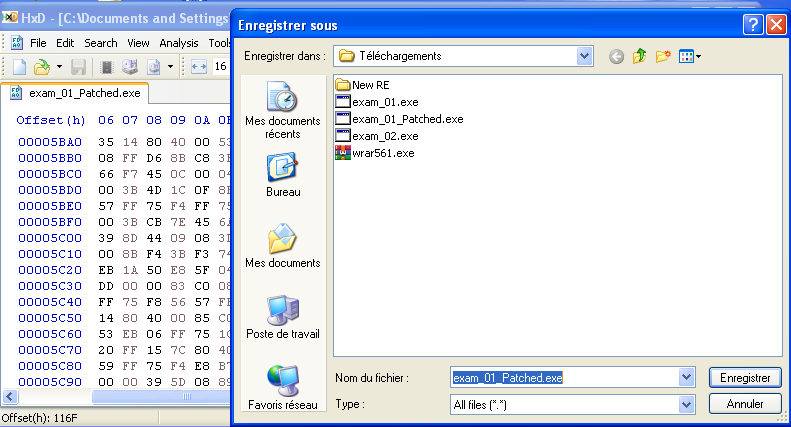 HxD - [C:\Documents and Settings
File Edit Search View Analysis Tool
16
exam_01_Patched.exe
Offset(h) 06 07 08 09 0A 0
00005BA0 35 14 80 40 00 53
00005BB0 08 FF D6 8B C8 3
00005BC0 66 F7 45 0C 00 0
00005BD0 00 3B 4D 1C 0F 8
00005BE0 57 FF 75 F4 FF 75
00005BF0 00 3B CB 7E 45 6
00005C00 39 8D 44 09 08 3
00005C10 00 8B F4 3B F3 74
00005C20 EB 1A 50 E8 5F 04
00005C30 DD 00 00 83 C0 08
00005C40 FF 75 F8 56 57 F
00005C50 14 80 40 00 85 C
00005C60 53 EB 06 FF 75 1
00005C70 20 FF 15 7C 80 40
00005C80 59 FF 75 F4 E8 B
00005C90 00 00 39 5D 08 89
Offset(h): 116F
Enregistrer sous
Enregistrer dans :
Téléchargements
Mes documents
récents
Bureau
Mes documents
Poste de travail
Favoris réseau
New RE
exam_01.exe
exam_01_Patched.exe
exam_02.exe
wrar561.exe
Nom du fichier :
exam_01_Patched.exe
Enregistrer
Type :
All files (*.*)
Annuler